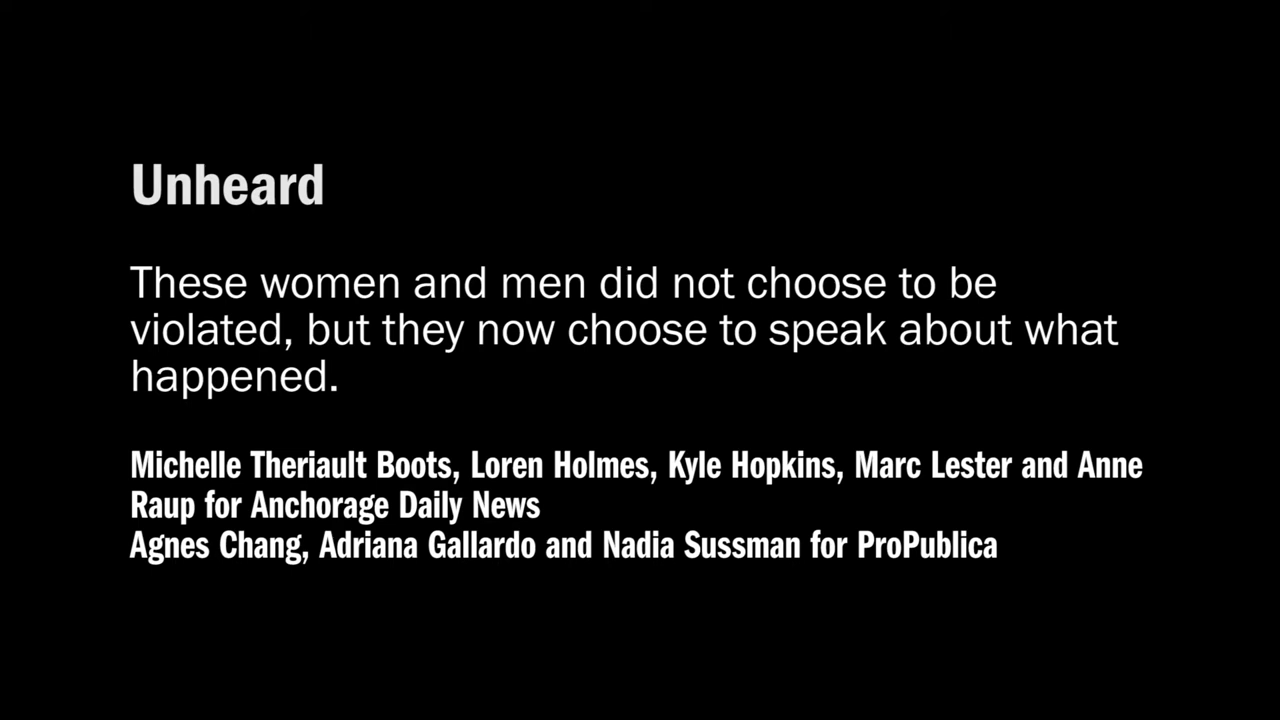 Unheard
These women and men did not choose to be
violated, but they now choose to speak about what
happened.
Michelle Theriault Boots, Loren Holmes, Kyle Hopkins, Marc Lester and Anne
Raup for Anchorage Daily News
Agnes Chang, Adriana Gallardo and Nadia Sussman for ProPublica